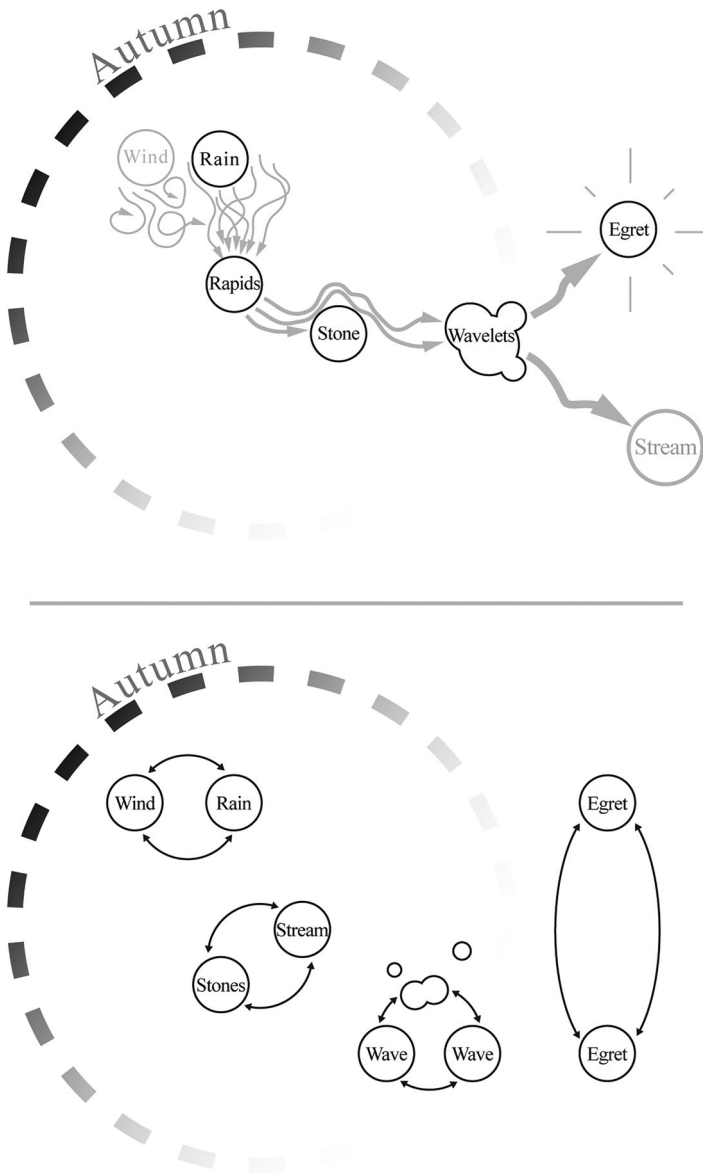 Autumn
Wind
Rain
Egret
Rapids
Stone
Wavelets
Stream
Autumn
Wind
Rain
Egret
Stream
Stones
Wave
Wave
Egret